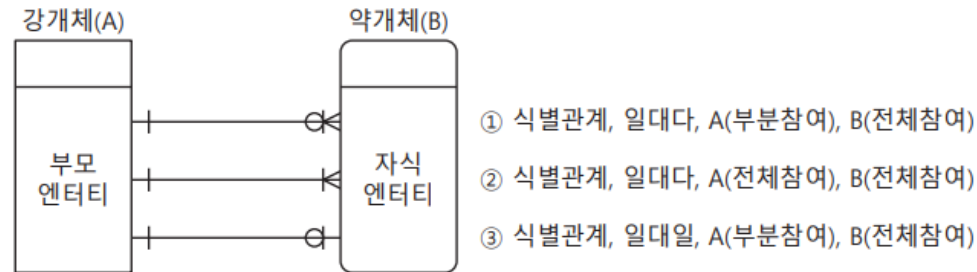 강개체(A)
약개체(B)
부모
엔터티
자식
엔터티
① 식별관계, 일대다, A(부분참여), B(전체참여)
② 식별관계, 일대다, A(전체참여), B(전체참여)
③ 식별관계, 일대일, A(부분참여), B(전체참여)